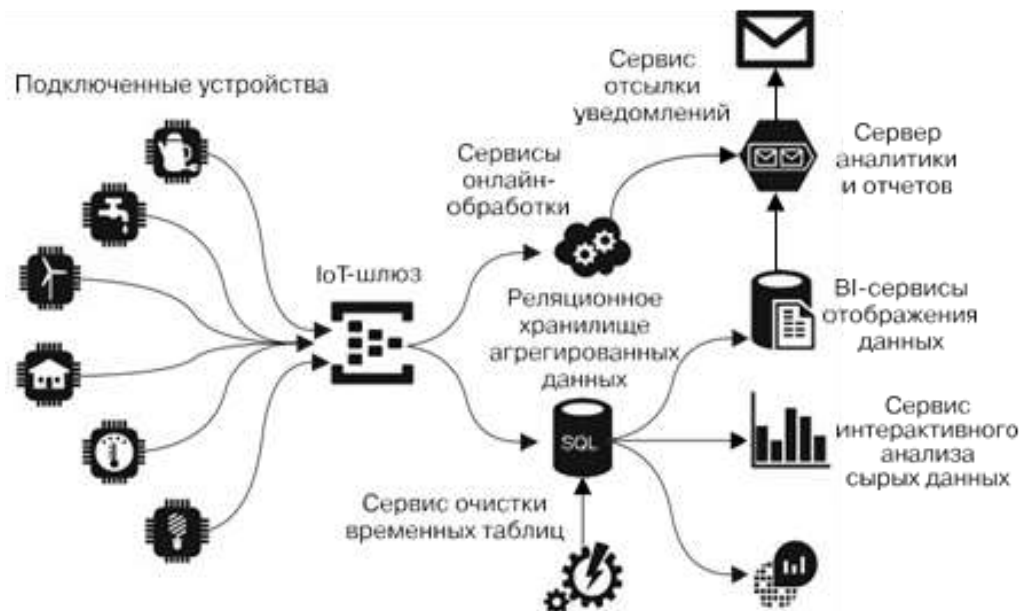 Подключенные устройства
IoT-шлюз
Сервисы
онлайн-
обработки
Сервис
отсылки
уведомлений
Сервер
аналитики
и отчетов
Реляционное
хранилище
агрегированных
данных
SQL
BI-сервисы
отображения
данных
Сервис
интерактивного
анализа
сырых данных
Сервис очистки
временных таблиц